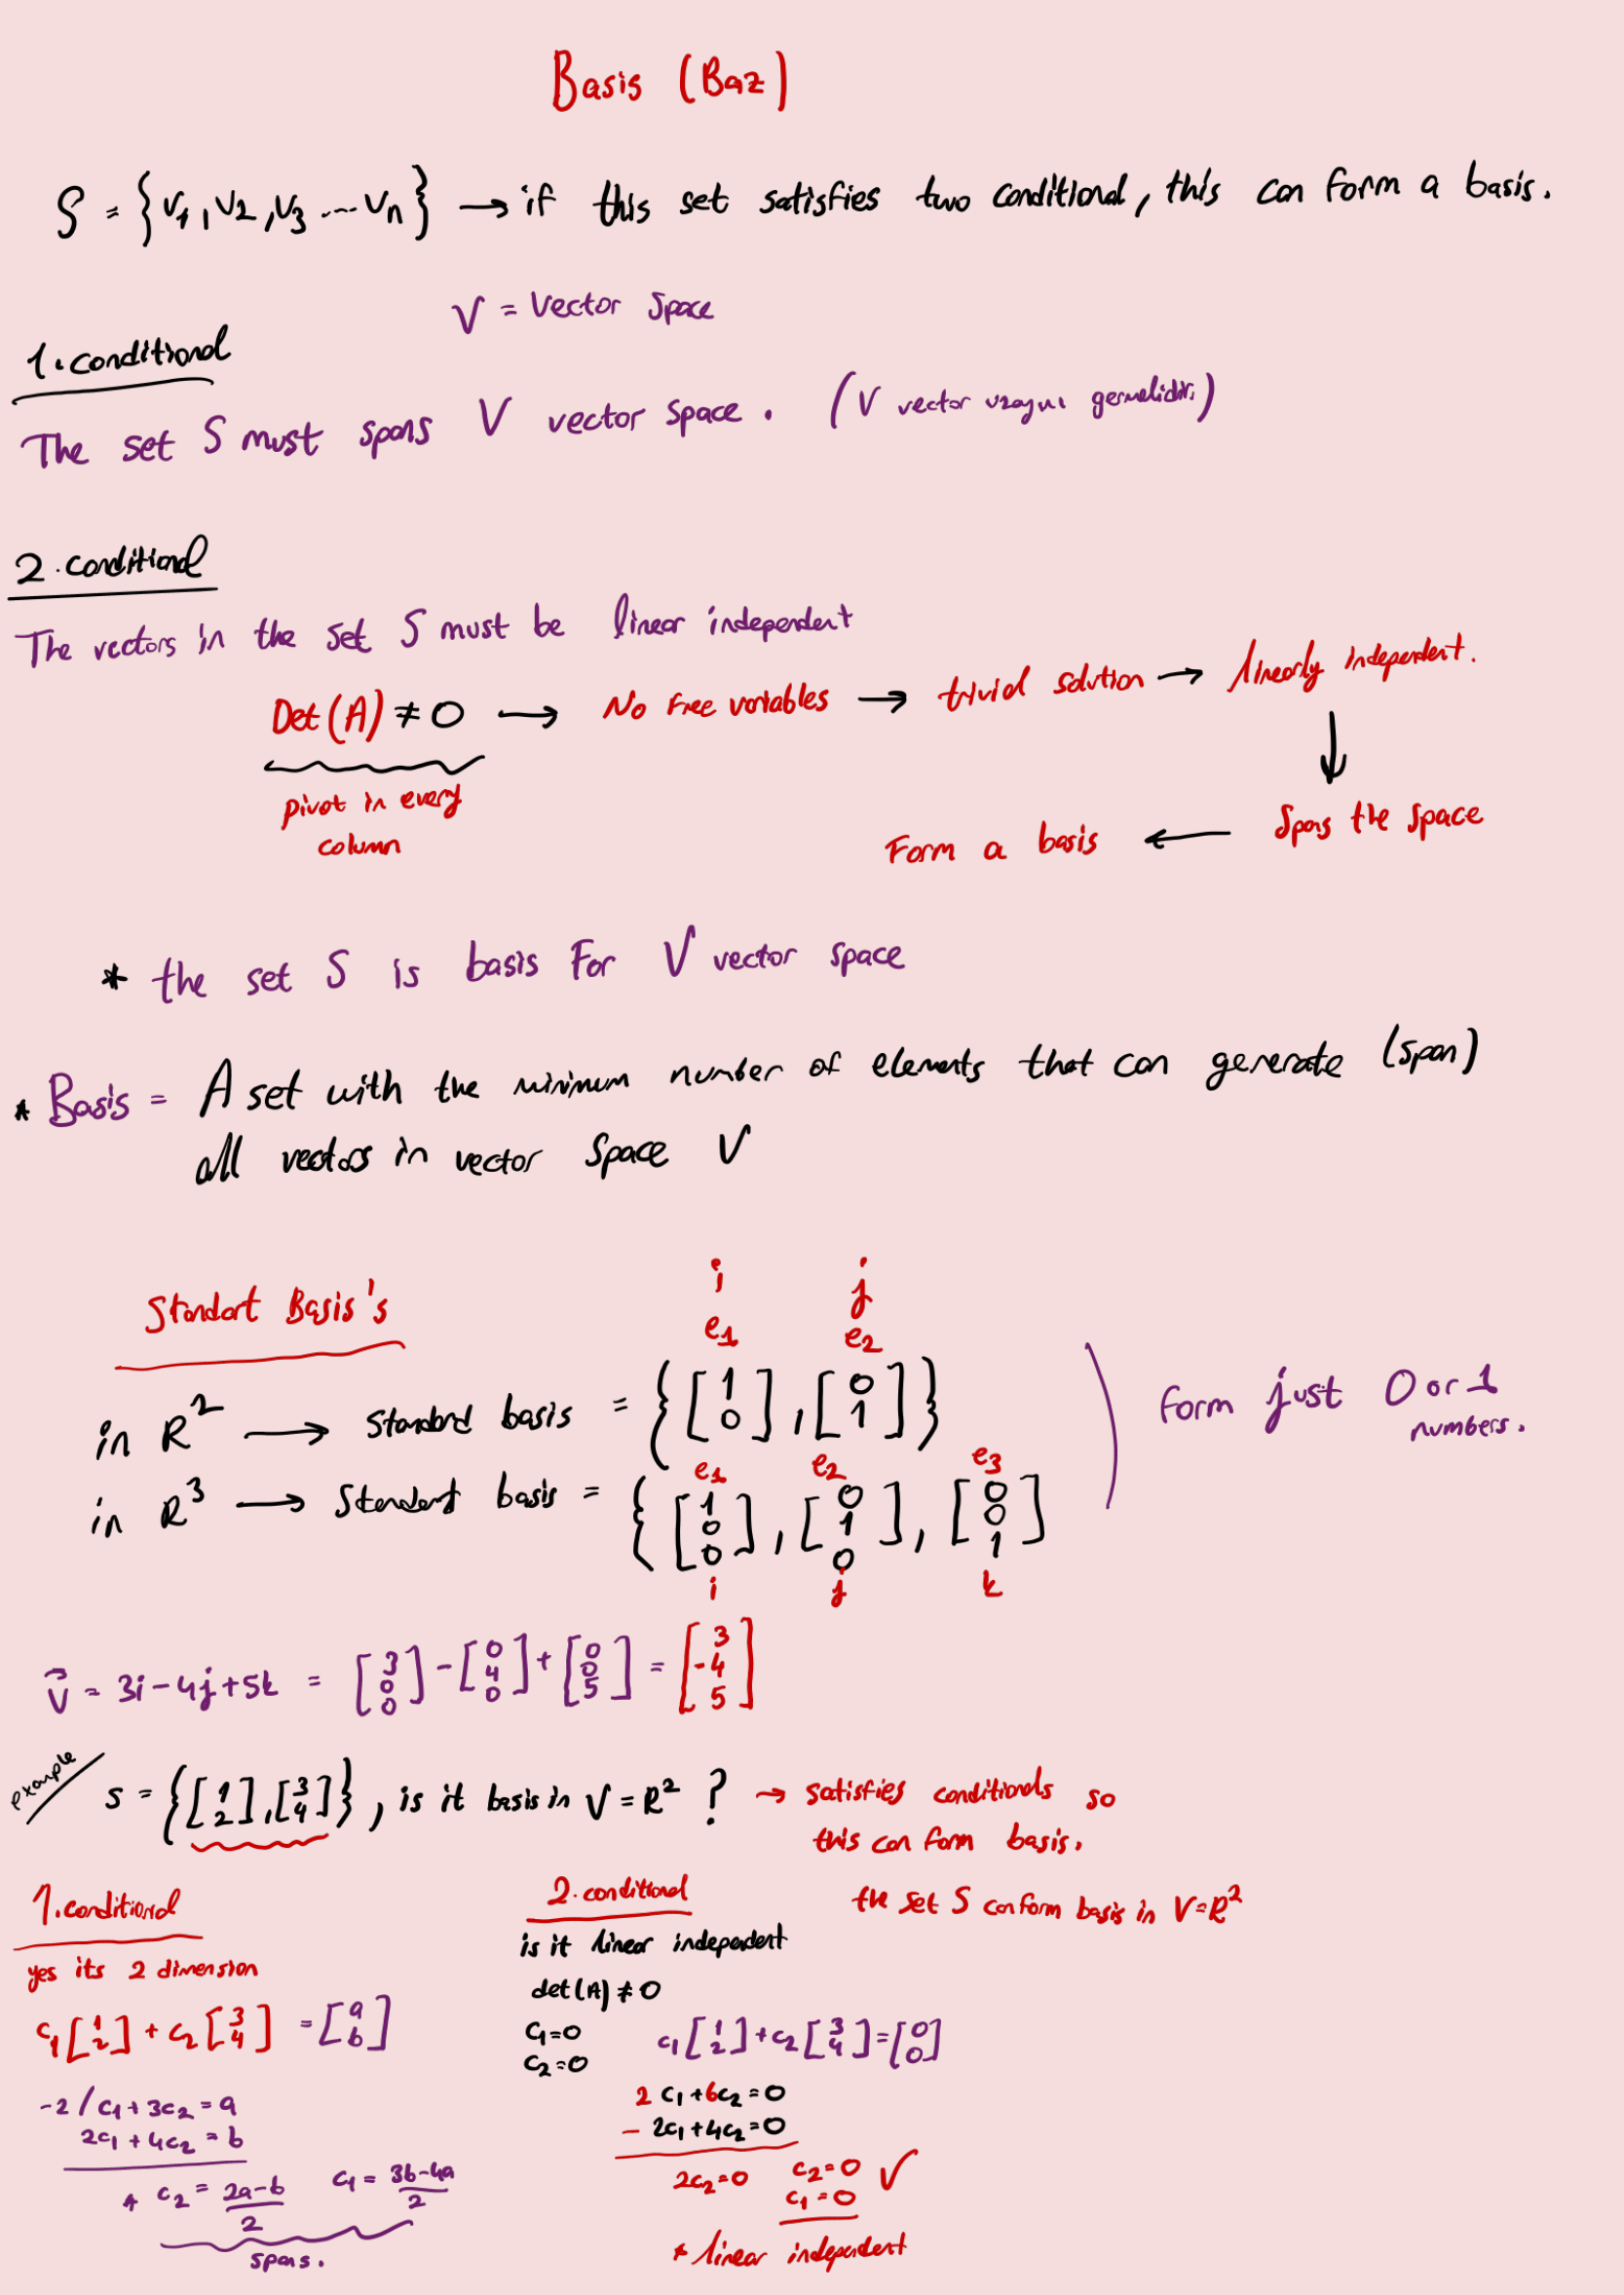 Basis (Baz)
S = {v1, v2, v3 .... vn} → if this set satisfies two conditional, this can form a basis.
V = Vector Space
1. conditional
The set S must spans V vector space. (V vector uzayını germelidir.)
2. conditional
The vectors in the set S must be linear independent
Det(A) ≠ 0 → No free variables → trivial solution → linearly independent.
pivot in every
column
Form a basis ← Spans the space
* the set S is basis for V vector space
* Basis = A set with the minimum number of elements that can generate (span)
all vectors in vector space V
Standart Basis's
i j
e1 e2
in R^2 → standard basis = {[1 0], [0 1]}
Form just 0 or 1
numbers.
e1 e2 e3
in R^3 → standard basis = {[1 0 0], [0 1 0], [0 0 1]
i j k
v⃗ = 3i - 4j + 5k = [3 0 0] - [0 4 0] + [0 0 5] = [3 -4 5]
example
s = {[1 2], [3 4]}, is it basis in V = R^2 ? → satisfies conditionals so
this can form basis.
the set S can form basis in V = R^2
1. conditional
yes its 2 dimension
c1 [1 2] + c2 [3 4] = [a b]
-2 / c1 + 3c2 = a
2c1 + 4c2 = b
* c2 = (2a-b)/2 c1 = (3b-4a)/2
spans.
2. conditional
is it linear independent
det(A) ≠ 0
c1 = 0
c2 = 0
c1 [1 2] + c2 [3 4] = [0 0]
2 c1 + 6c2 = 0
- 2c1 + 4c2 = 0
2c2 = 0 c2 = 0 ✓
c1 = 0
* linear independent